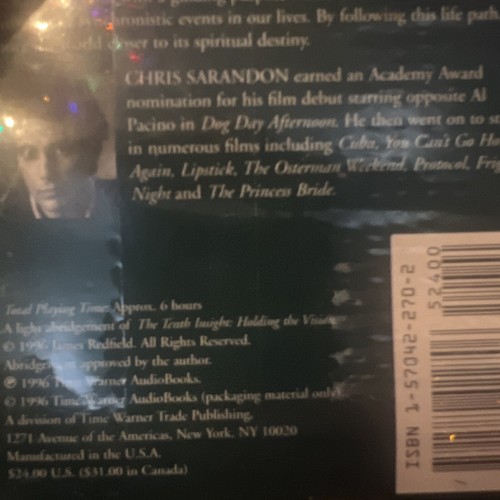 in our lives. By following this life path
to its spiritual destiny.
CHRIS SARANDON earned an Academy Award
nomination for his film debut starring opposite Al
Pacino in Dog Day Afternoon. He then went on to st
in numerous films including Cuba, You Can't Go Ho
Again, Lipstick, The Osterman Weekend, Protocol, Frig
Night and The Princess Bride.
Total Playing Time: Approx. 6 hours
A light abridgement of The Tenth Insight: Holding the Vision
© 1996 James Redfield. All Rights Reserved.
Abridgement approved by the author.
℗ 1996 Time Warner AudioBooks.
© 1996 Time Warner AudioBooks (packaging material only).
A division of Time Warner Trade Publishing,
1271 Avenue of the Americas, New York, NY 10020
Manufactured in the U.S.A.
$24.00 U.S. ($31.00 in Canada)
ISBN 1-57042-270-2
52400